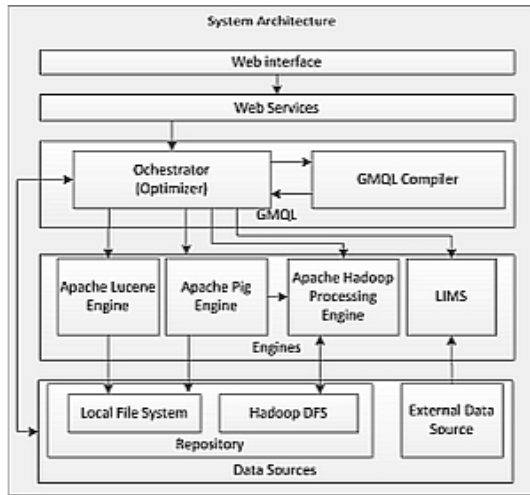 System Architecture
Web interface
Web Services
Ochestrator
(Optimizer)
GMQL Compiler
GMQL
Apache Lucene
Engine
Apache Pig
Engine
Apache Hadoop
Processing
Engine
LIMS
Engines
Local File System
Hadoop DFS
Repository
External Data
Source
Data Sources